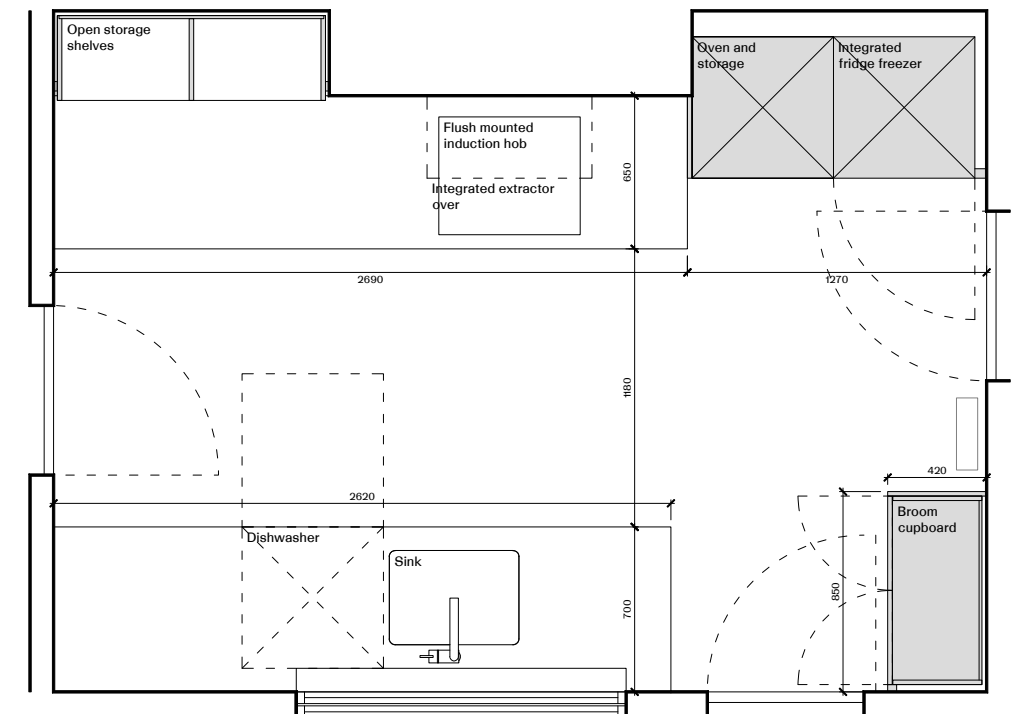 Open storage
shelves
Oven and
storage
Integrated
fridge freezer
Flush mounted
induction hob
Integrated extractor
over
650
2690
1270
1180
420
2620
Broom
cupboard
Dishwasher
Sink
850
700